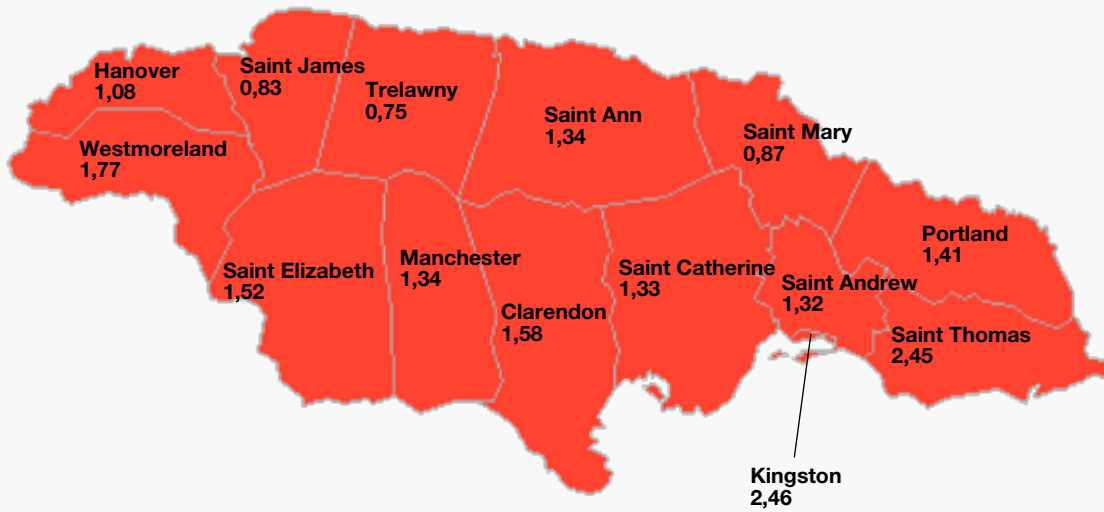 Hanover
1,08
Saint James
0,83
Trelawny
0,75
Saint Ann
1,34
Saint Mary
0,87
Westmoreland
1,77
Portland
1,41
Saint Elizabeth
1,52
Manchester
1,34
Saint Catherine
1,33
Saint Andrew
1,32
Clarendon
1,58
Saint Thomas
2,45
Kingston
2,46